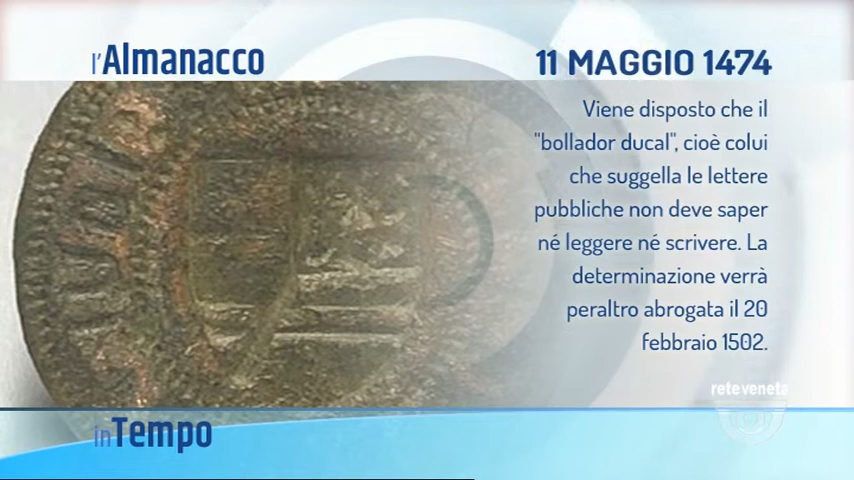 l'Almanacco
11 MAGGIO 1474
Viene disposto che il
"bollador ducal", cioè colui
che suggella le lettere
pubbliche non deve saper
né leggere né scrivere. La
determinazione verrà
peraltro abrogata il 20
febbraio 1502.
reteveneta
inTempo